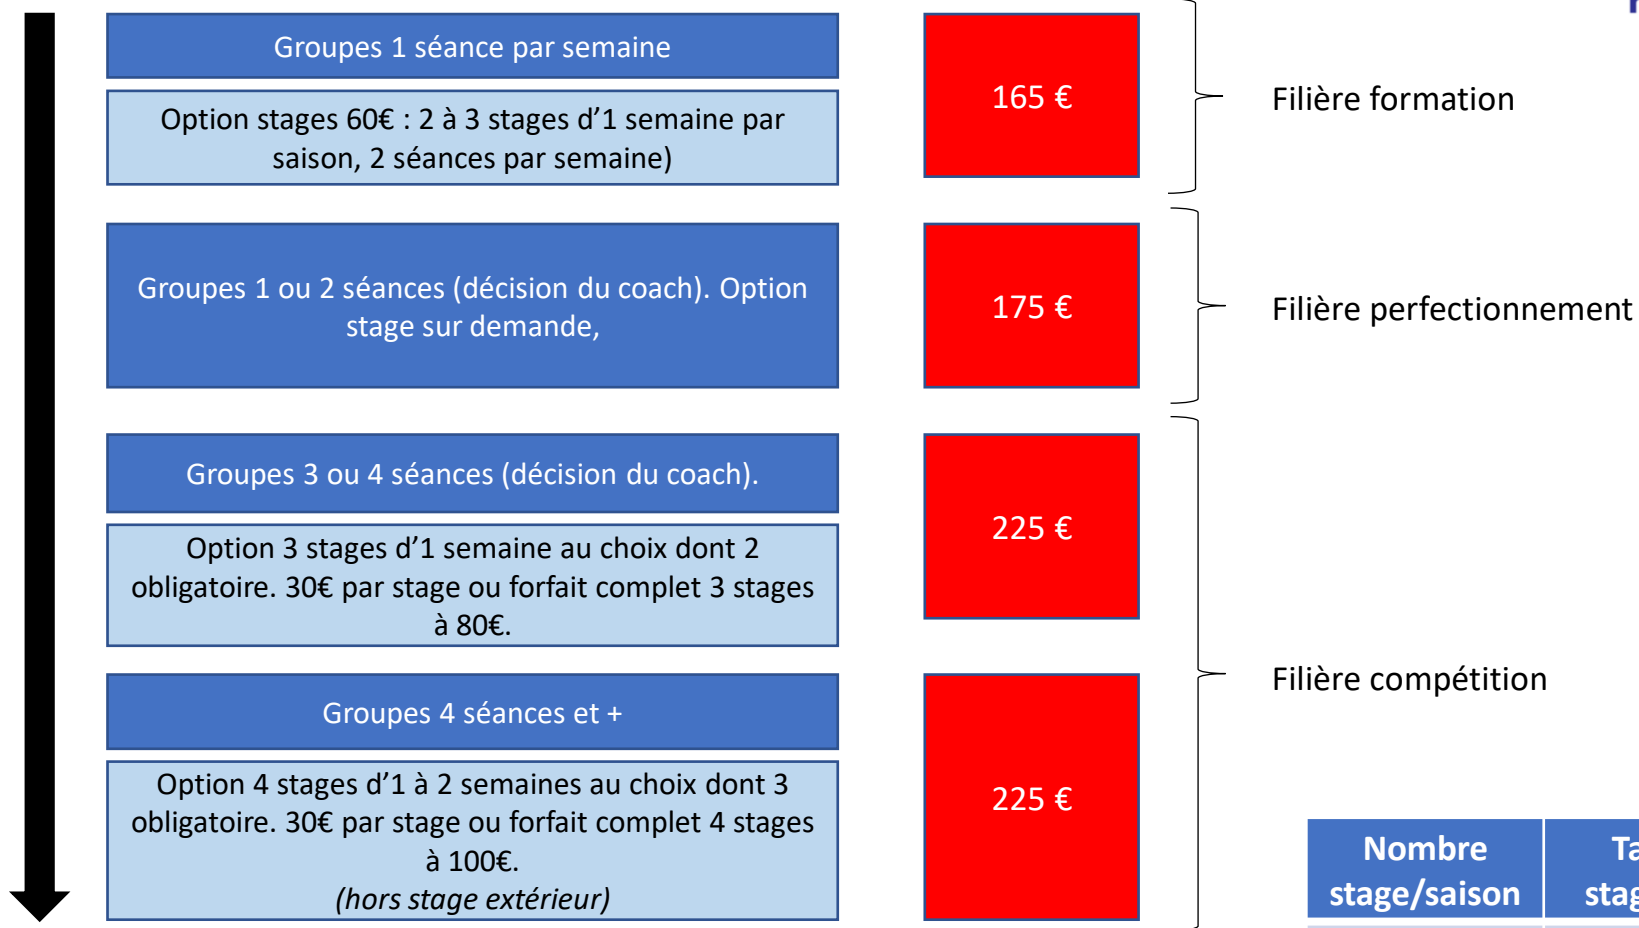 Groupes 1 séance par semaine
Option stages 60€ : 2 à 3 stages d’1 semaine par
saison, 2 séances par semaine)
165 €
Filière formation
Groupes 1 ou 2 séances (décision du coach). Option
stage sur demande,
175 €
Filière perfectionnement
Groupes 3 ou 4 séances (décision du coach).
Option 3 stages d’1 semaine au choix dont 2
obligatoire. 30€ par stage ou forfait complet 3 stages
à 80€.
225 €
Filière compétition
Groupes 4 séances et +
Option 4 stages d’1 à 2 semaines au choix dont 3
obligatoire. 30€ par stage ou forfait complet 4 stages
à 100€.
(hors stage extérieur)
225 €
Nombre
stage/saison